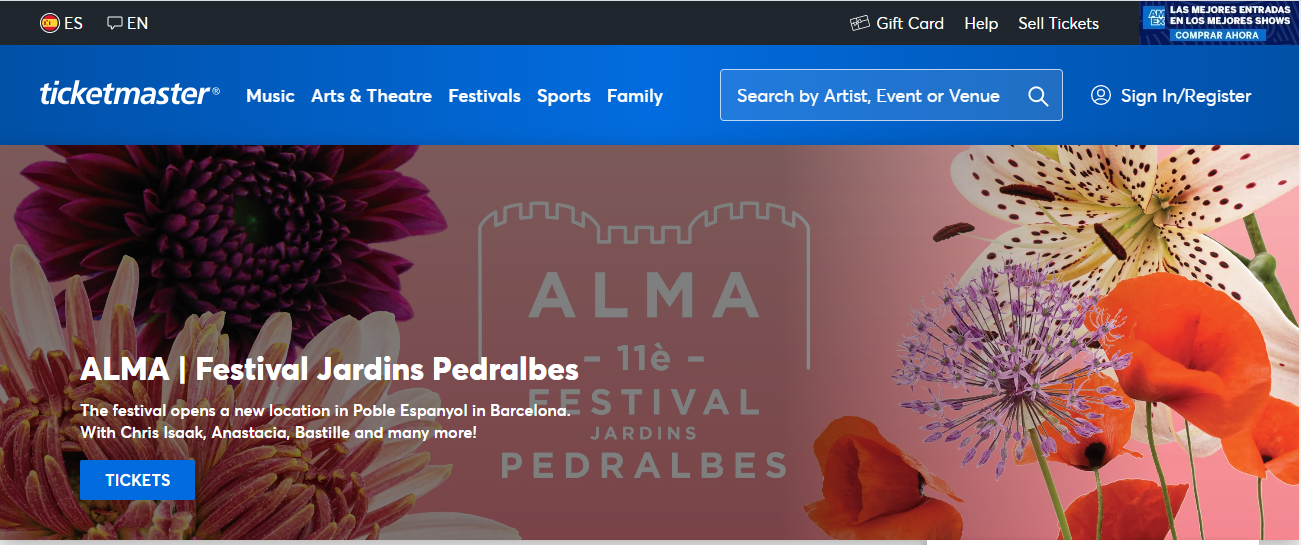 ES EN Gift Card Help Sell Tickets
AMEX LAS MEJORES ENTRADAS
EN LOS MEJORES SHOWS
COMPRAR AHORA
ticketmaster® Music Arts & Theatre Festivals Sports Family Search by Artist, Event or Venue Sign In/Register
ALMA
- 11è -
FESTIVAL
JARDINS
PEDRALBES
ALMA | Festival Jardins Pedralbes
The festival opens a new location in Poble Espanyol in Barcelona.
With Chris Isaak, Anastacia, Bastille and many more!
TICKETS